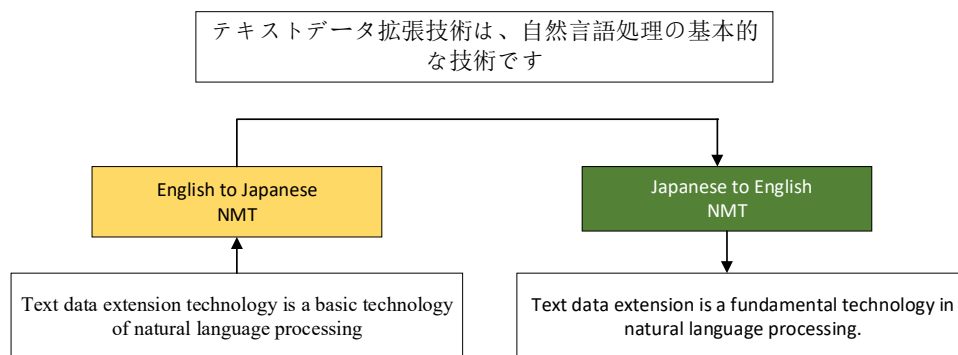 テキストデータ拡張技術は、自然言語処理の基本的
な技術です
English to Japanese
NMT
Japanese to English
NMT
Text data extension technology is a basic technology
of natural language processing
Text data extension is a fundamental technology in
natural language processing.